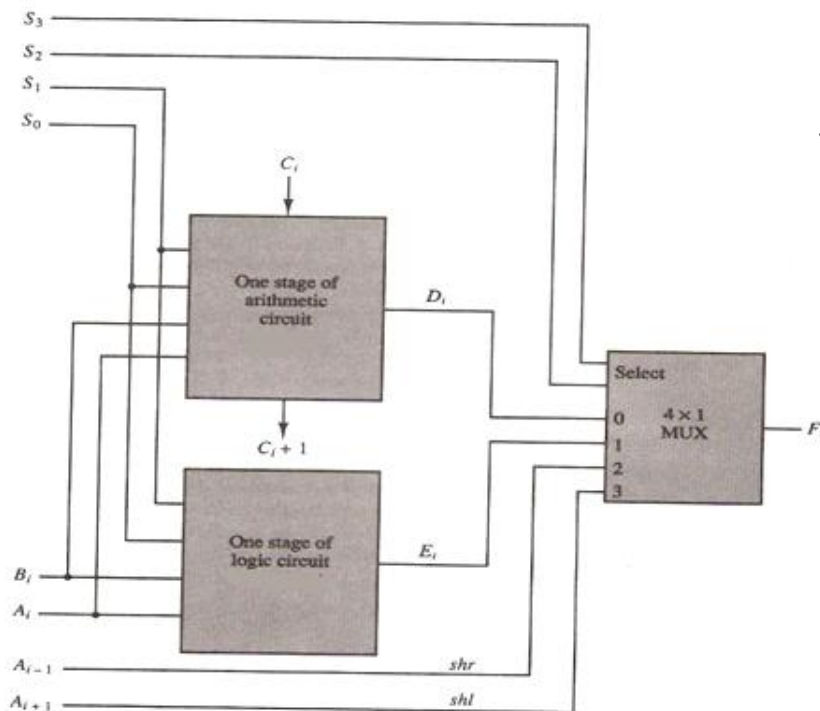 S₃
S₂
S₁
S₀
Cᵢ
One stage of
arithmetic
circuit
Dᵢ
Select
0
4 × 1
MUX
1
2
3
F
Cᵢ + 1
One stage of
logic circuit
Eᵢ
Bᵢ
Aᵢ
Aᵢ₋₁
shr
Aᵢ₊₁
shl